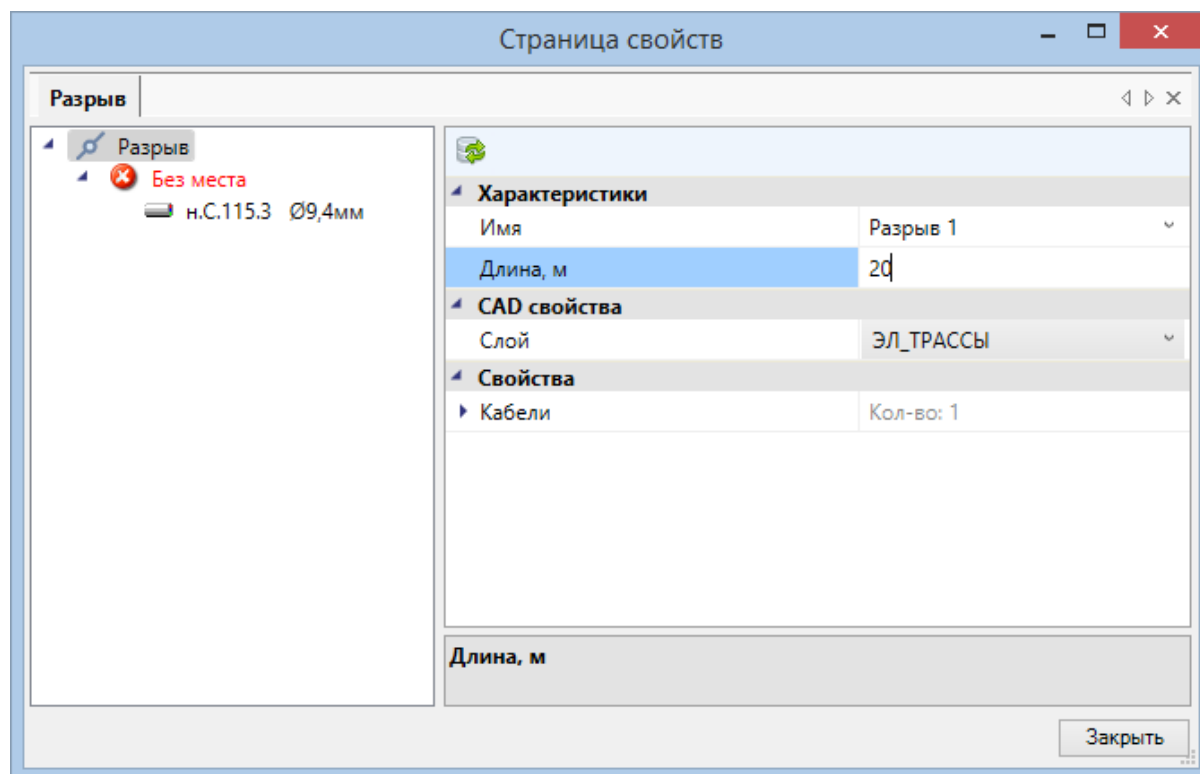 Страница свойств
Разрыв
Разрыв
Без места
н.С.115.3 Ø9,4мм
Характеристики
Имя Разрыв 1
Длина, м 20
CAD свойства
Слой ЭЛ_ТРАССЫ
Свойства
Кабели Кол-во: 1
Длина, м
Закрыть